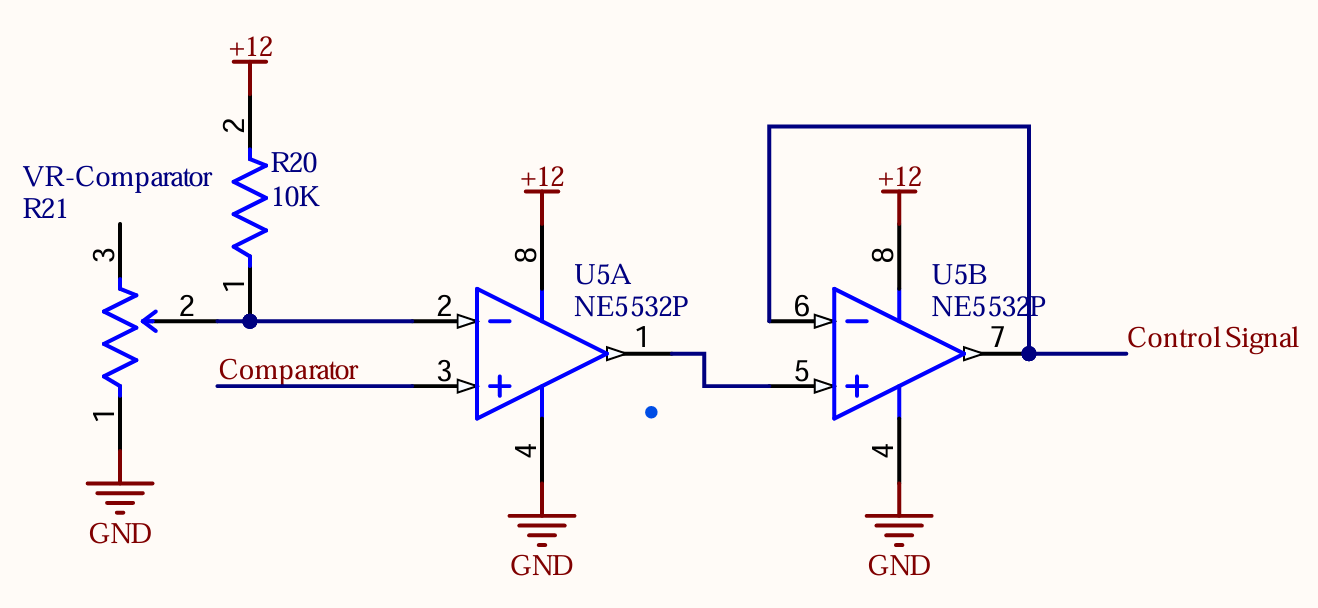 +12
2
R20
10K
1
VR-Comparator
R21
3
2
1
GND
Comparator
+12
8
2
3
U5A
NE5532P
1
4
GND
+12
8
6
5
U5B
NE5532P
7
4
GND
Control Signal